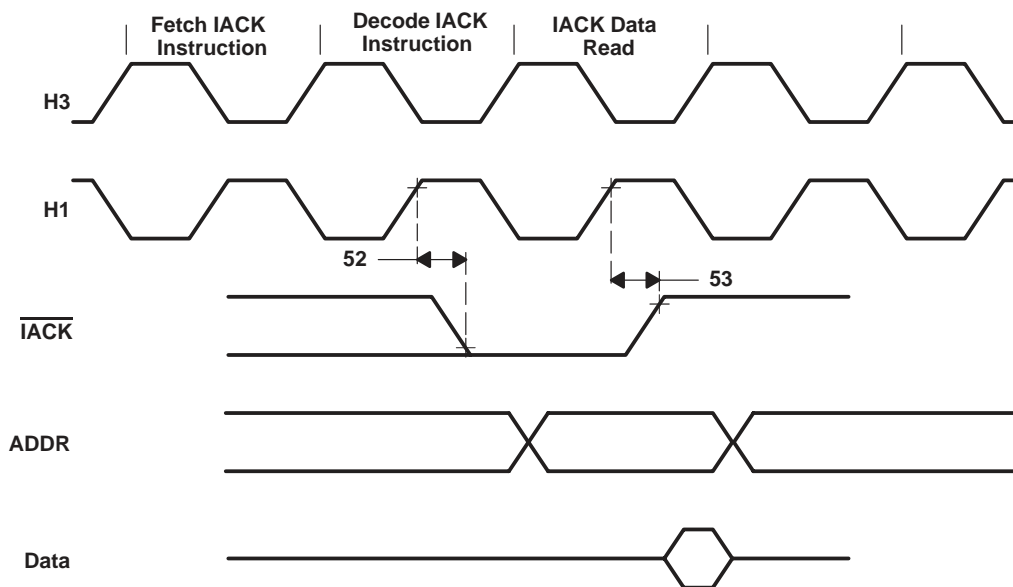 Fetch IACK
Instruction
Decode IACK
Instruction
IACK Data
Read
H3
H1
52
53
IACK
ADDR
Data